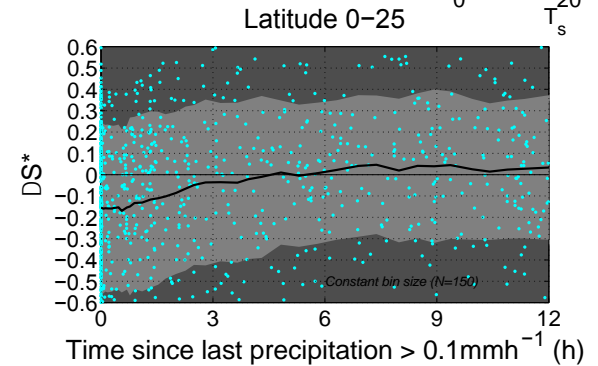 0
20
T_s
Latitude 0−25
0.6
0.5
0.4
0.3
0.2
0.1
0
−0.1
−0.2
−0.3
−0.4
−0.5
−0.6
DS*
Constant bin size (N=150)
0 3 6 9 12
Time since last precipitation > 0.1mmh⁻¹ (h)